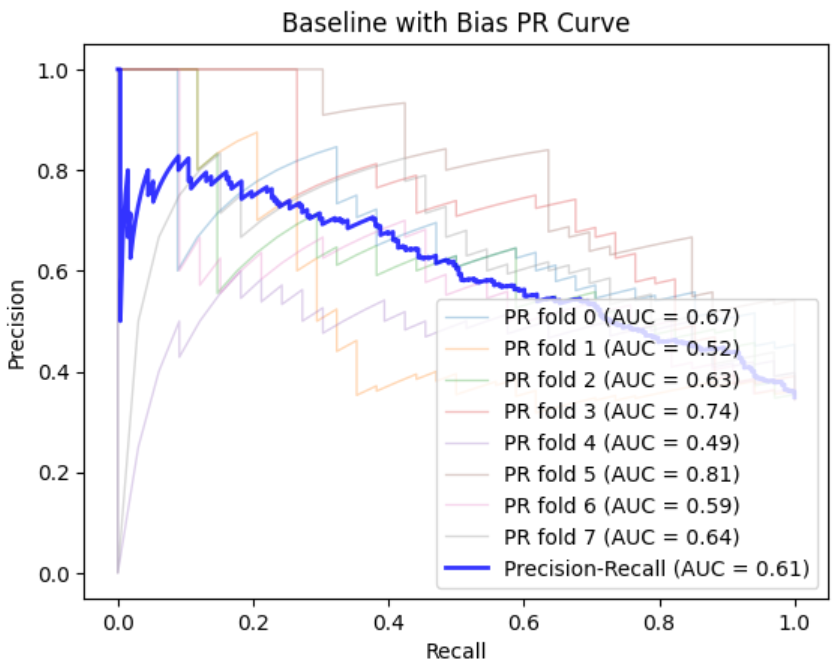 Baseline with Bias PR Curve
Precision
1.0
0.8
0.6
0.4
0.2
0.0
PR fold 0 (AUC = 0.67)
PR fold 1 (AUC = 0.52)
PR fold 2 (AUC = 0.63)
PR fold 3 (AUC = 0.74)
PR fold 4 (AUC = 0.49)
PR fold 5 (AUC = 0.81)
PR fold 6 (AUC = 0.59)
PR fold 7 (AUC = 0.64)
Precision-Recall (AUC = 0.61)
0.0 0.2 0.4 0.6 0.8 1.0
Recall